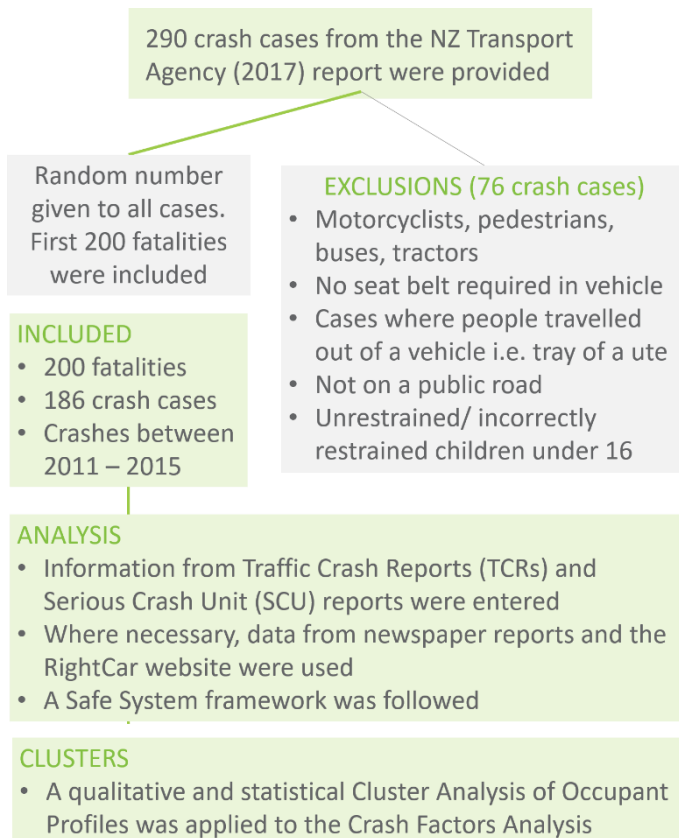 290 crash cases from the NZ Transport
Agency (2017) report were provided
Random number
given to all cases.
First 200 fatalities
were included
EXCLUSIONS (76 crash cases)
• Motorcyclists, pedestrians,
buses, tractors
• No seat belt required in vehicle
• Cases where people travelled
out of a vehicle i.e. tray of a ute
• Not on a public road
• Unrestrained/ incorrectly
restrained children under 16
INCLUDED
• 200 fatalities
• 186 crash cases
• Crashes between
2011 – 2015
ANALYSIS
• Information from Traffic Crash Reports (TCRs) and
Serious Crash Unit (SCU) reports were entered
• Where necessary, data from newspaper reports and the
RightCar website were used
• A Safe System framework was followed
CLUSTERS
• A qualitative and statistical Cluster Analysis of Occupant
Profiles was applied to the Crash Factors Analysis